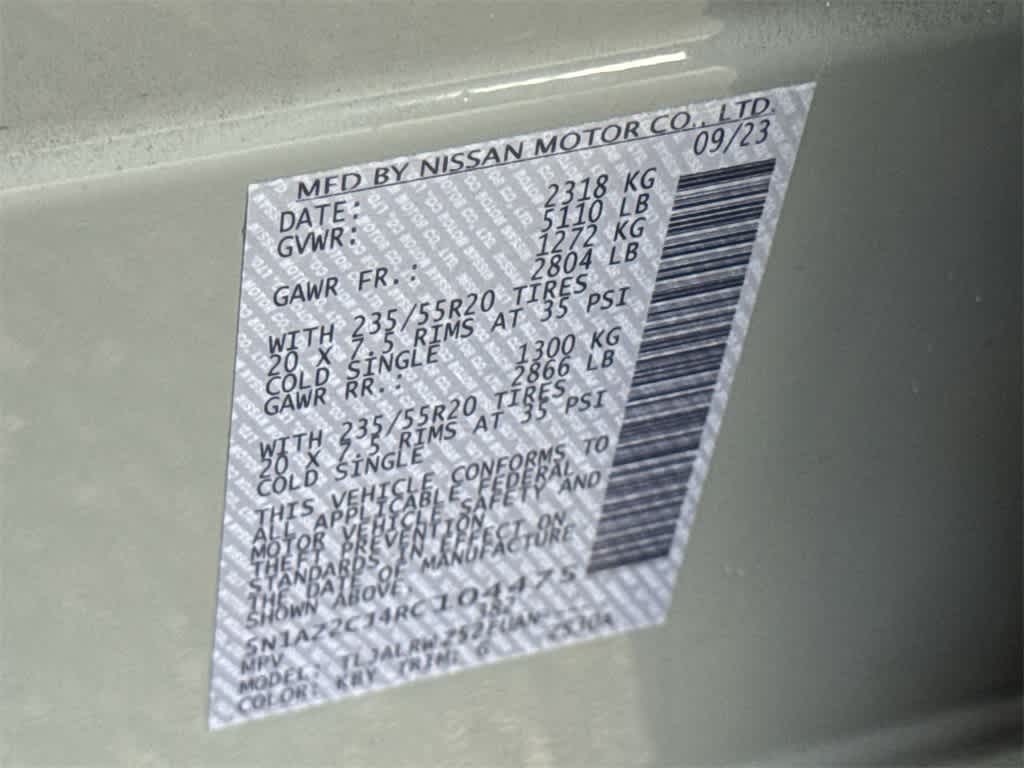 MFD BY NISSAN MOTOR CO., LTD.
DATE: 09/23
GVWR: 2318 KG
5110 LB
GAWR FR.: 1272 KG
2804 LB
WITH 235/55R20 TIRES
20 X 7.5 RIMS AT 35 PSI
COLD SINGLE
GAWR RR.: 1300 KG
2866 LB
WITH 235/55R20 TIRES
20 X 7.5 RIMS AT 35 PSI
COLD SINGLE
THIS VEHICLE CONFORMS TO
ALL APPLICABLE FEDERAL
MOTOR VEHICLE SAFETY AND
THEFT PREVENTION
STANDARDS IN EFFECT ON
THE DATE OF MANUFACTURE
SHOWN ABOVE.
5N1AZ2C14RC104475
MPV 382
MODEL: TLJALRWZ52FUAN-
COLOR: KBY TRIM: G ZS30A